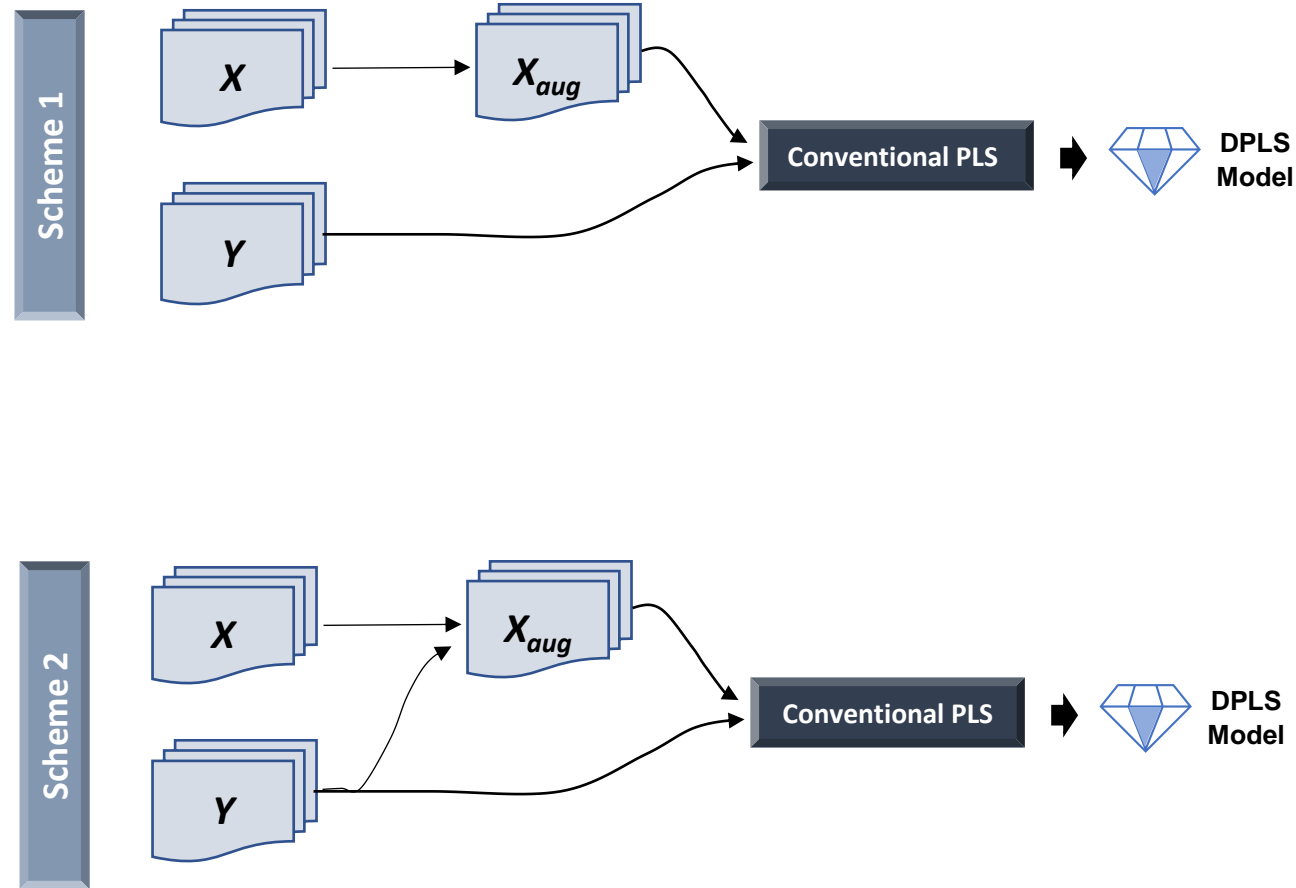 Scheme 1
X
X_aug
Y
Conventional PLS
DPLS
Model
Scheme 2
X
X_aug
Y
Conventional PLS
DPLS
Model